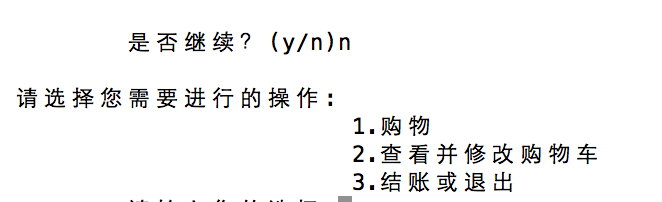 是否继续？(y/n)n
请选择您需要进行的操作：
1.购物
2.查看并修改购物车
3.结账或退出